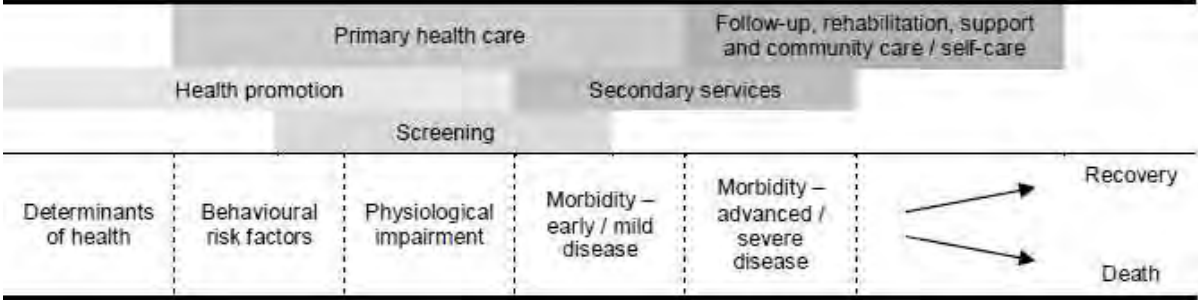 Primary health care
Follow-up, rehabilitation, support
and community care / self-care
Health promotion
Secondary services
Screening
Determinants
of health
Behavioural
risk factors
Physiological
impairment
Morbidity –
early / mild
disease
Morbidity –
advanced /
severe
disease
Recovery
Death